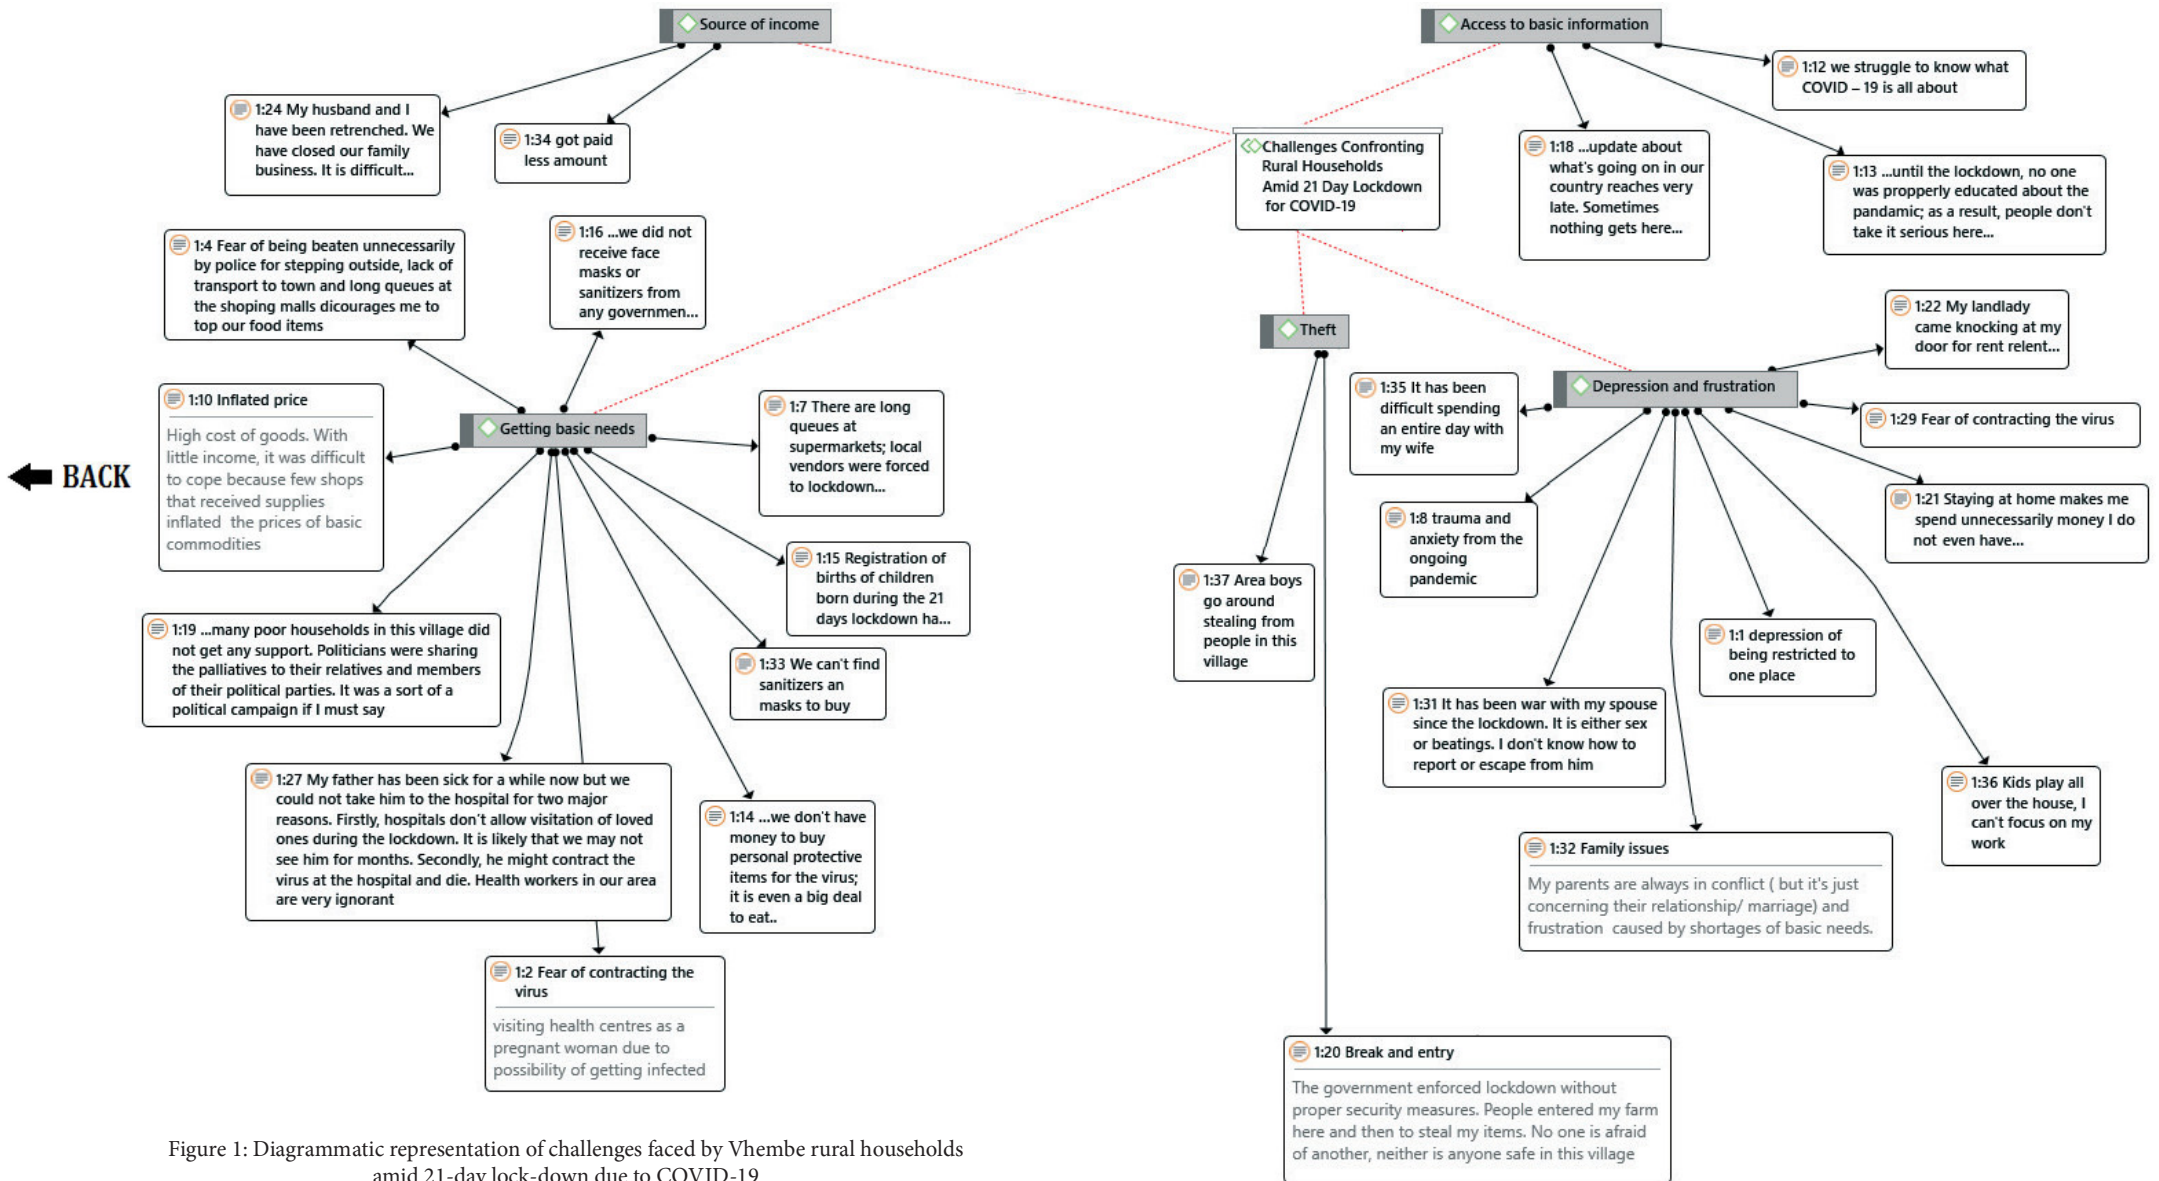 Source of income
Access to basic information
1:24 My husband and I
have been retrenched. We
have closed our family
business. It is difficult...
1:34 got paid
less amount
Challenges Confronting
Rural Households
Amid 21 Day Lockdown
for COVID-19
1:12 we struggle to know what
COVID – 19 is all about
1:18 ...update about
what's going on in our
country reaches very
late. Sometimes
nothing gets here...
1:13 ...until the lockdown, no one
was propperly educated about the
pandamic; as a result, people don't
take it serious here...
1:4 Fear of being beaten unnecessarily
by police for stepping outside, lack of
transport to town and long queues at
the shoping malls dicourages me to
top our food items
1:16 ...we did not
receive face
masks or
sanitizers from
any governmen...
Theft
1:22 My landlady
came knocking at my
door for rent relent...
Depression and frustration
1:35 It has been
difficult spending
an entire day with
my wife
1:29 Fear of contracting the virus
1:10 Inflated price
High cost of goods. With
little income, it was difficult
to cope because few shops
that received supplies
inflated the prices of basic
commodities
Getting basic needs
1:7 There are long
queues at
supermarkets; local
vendors were forced
to lockdown...
BACK
1:8 trauma and
anxiety from the
ongoing
pandemic
1:21 Staying at home makes me
spend unnecessarily money I do
not even have...
1:15 Registration of
births of children
born during the 21
days lockdown ha...
1:37 Area boys
go around
stealing from
people in this
village
1:19 ...many poor households in this village did
not get any support. Politicians were sharing
the palliatives to their relatives and members
of their political parties. It was a sort of a
political campaign if I must say
1:33 We can't find
sanitizers an
masks to buy
1:1 depression of
being restricted to
one place
1:31 It has been war with my spouse
since the lockdown. It is either sex
or beatings. I don't know how to
report or escape from him
1:27 My father has been sick for a while now but we
could not take him to the hospital for two major
reasons. Firstly, hospitals don't allow visitation of loved
ones during the lockdown. It is likely that we may not
see him for months. Secondly, he might contract the
virus at the hospital and die. Health workers in our area
are very ignorant
1:14 ...we don't have
money to buy
personal protective
items for the virus;
it is even a big deal
to eat..
1:36 Kids play all
over the house, I
can't focus on my
work
1:32 Family issues
My parents are always in conflict ( but it's just
concerning their relationship/ marriage) and
frustration caused by shortages of basic needs.
1:2 Fear of contracting the
virus
visiting health centres as a
pregnant woman due to
possibility of getting infected
1:20 Break and entry
The government enforced lockdown without
proper security measures. People entered my farm
here and then to steal my items. No one is afraid
of another, neither is anyone safe in this village
Figure 1: Diagrammatic representation of challenges faced by Vhembe rural households
amid 21-day lock-down due to COVID-19